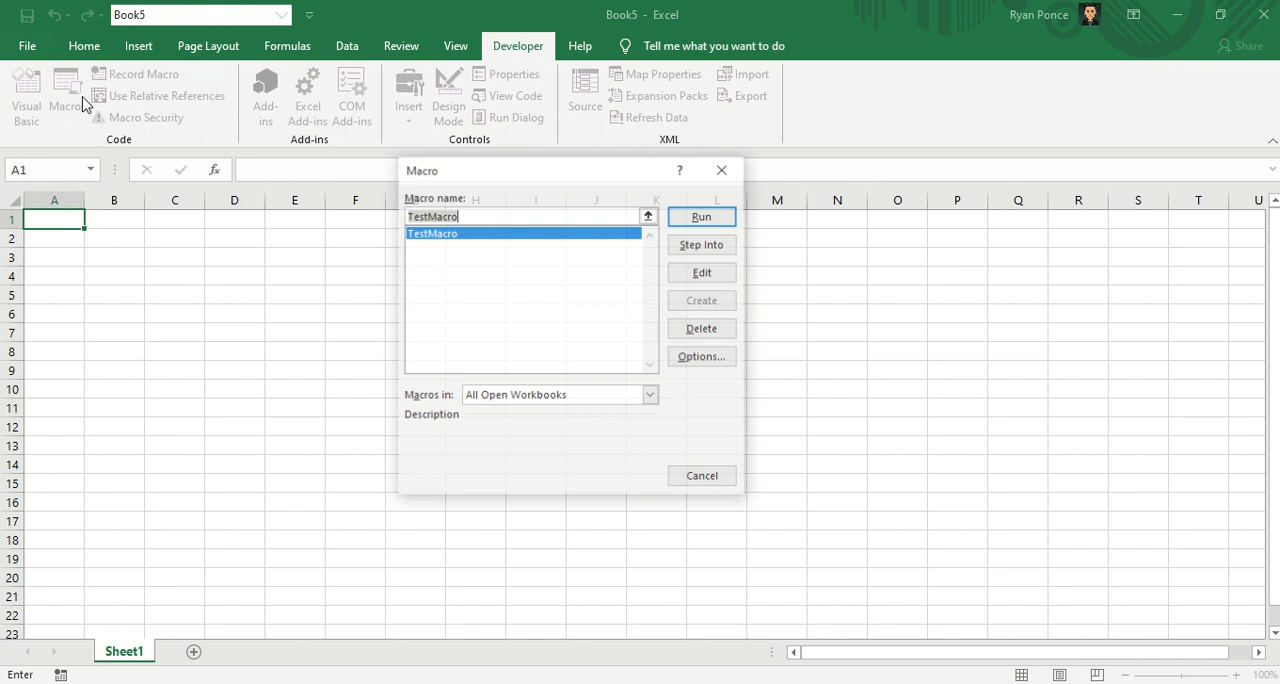 Book5
Book5 - Excel
Ryan Ponce
File Home Insert Page Layout Formulas Data Review View Developer Help Tell me what you want to do Share
Visual Basic
Macros
Record Macro
Use Relative References
Macro Security
Code
Add-ins
Excel Add-ins
COM Add-ins
Add-ins
Insert
Design Mode
Properties
View Code
Run Dialog
Controls
Source
Map Properties
Expansion Packs
Refresh Data
Import
Export
XML
A1 fx
A B C D E F H I J K L M N O P Q R S T U
1
2
3
4
5
6
7
8
9
10
11
12
13
14
15
16
17
18
19
20
21
22
23
Macro ?
Macro name:
TestMacro
TestMacro
Run
Step Into
Edit
Create
Delete
Options...
Macros in: All Open Workbooks
Description
Cancel
Sheet1
Enter 100%